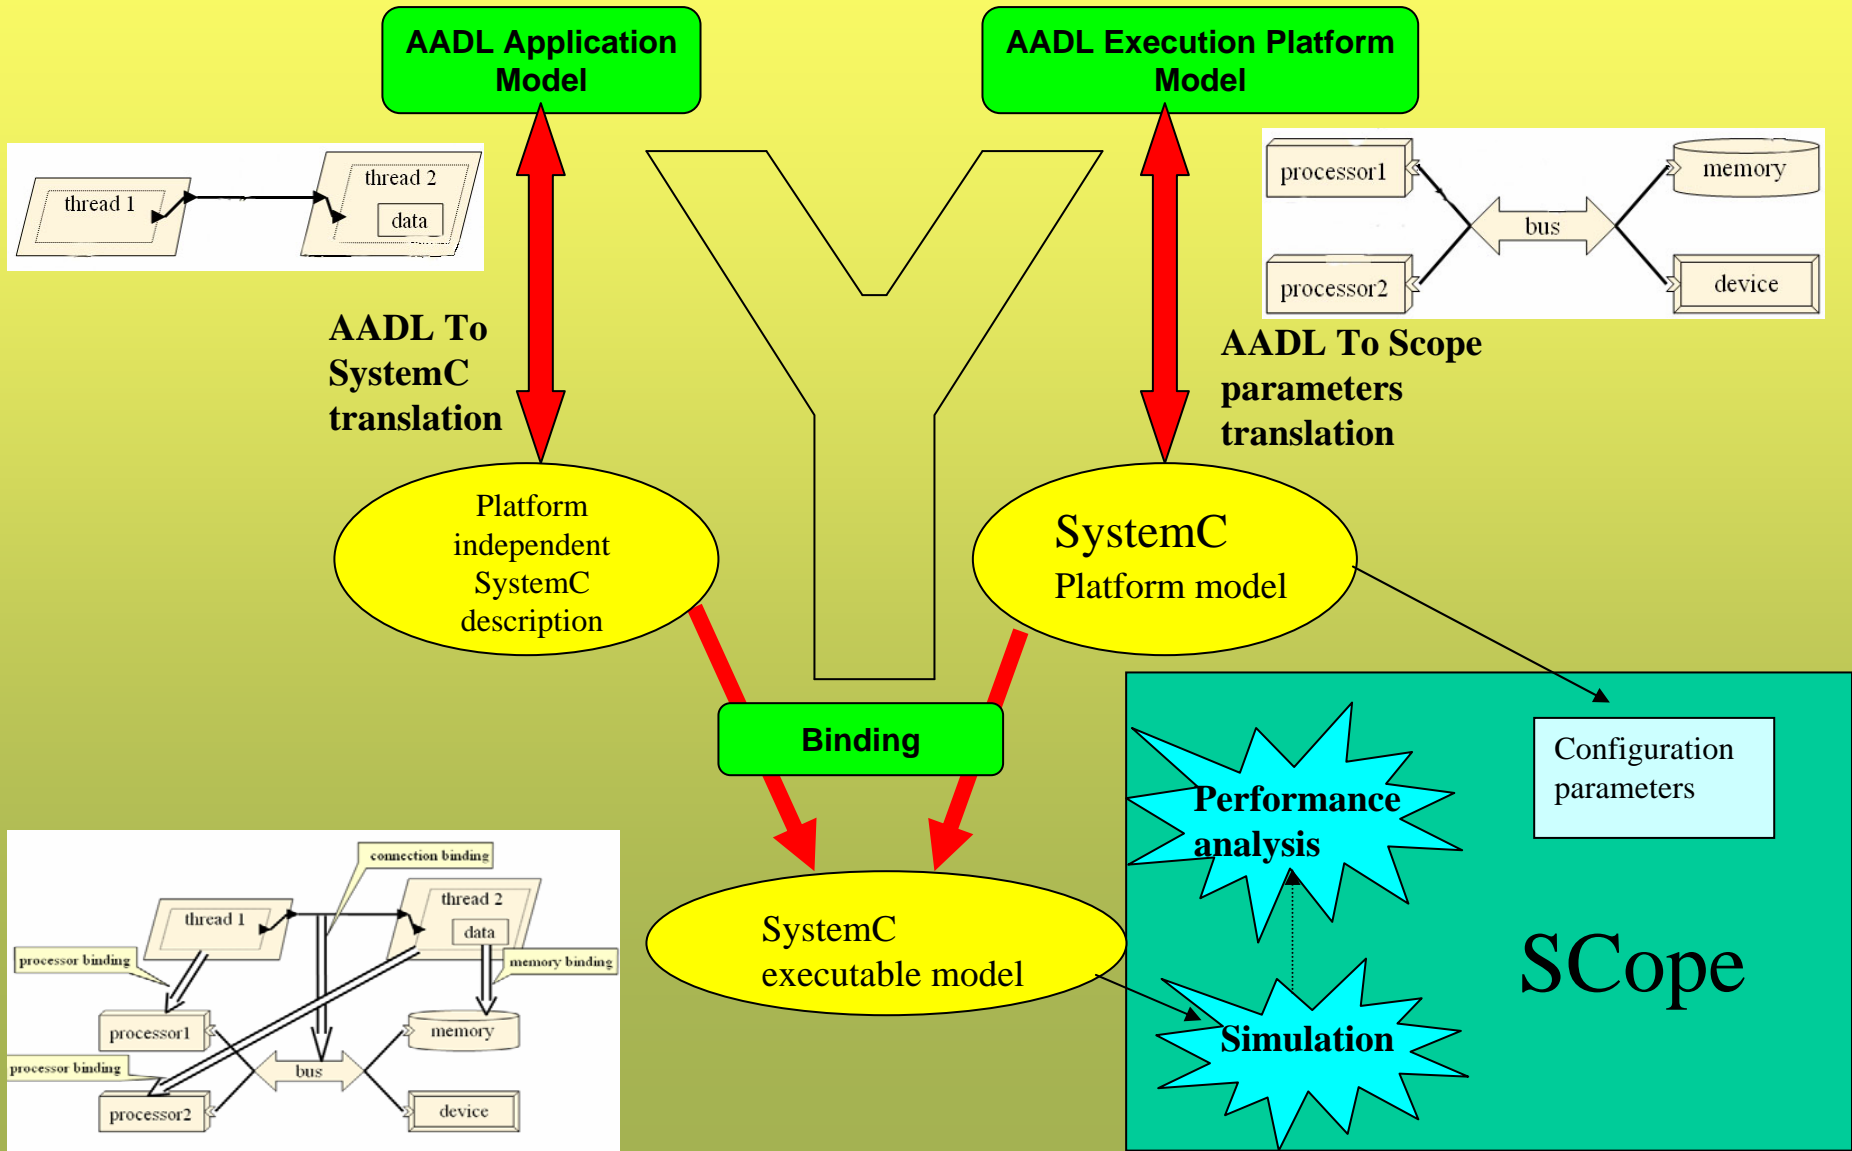 AADL Application
Model
AADL Execution Platform
Model
thread 1
thread 2
data
processor1
memory
bus
processor2
device
AADL To
SystemC
translation
AADL To Scope
parameters
translation
Platform
independent
SystemC
description
SystemC
Platform model
Binding
Configuration
parameters
Performance
analysis
SystemC
executable model
SCope
Simulation
connection binding
thread 1
thread 2
data
processor binding
memory binding
processor1
memory
bus
processor binding
processor2
device